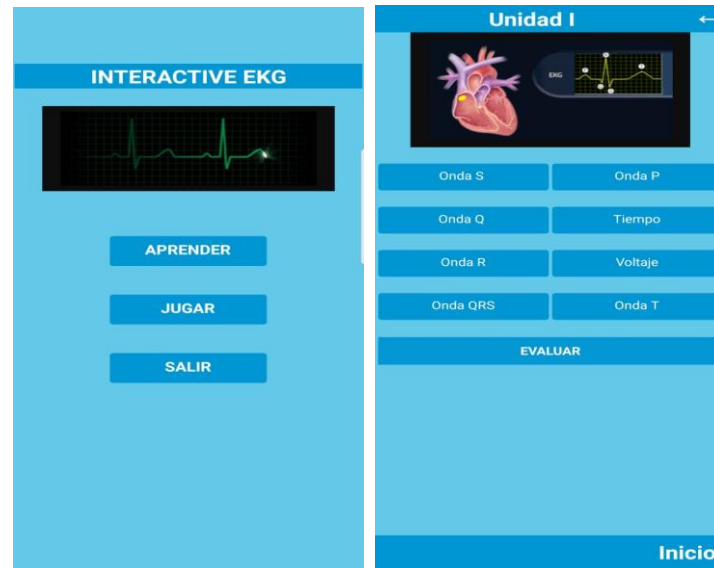 INTERACTIVE EKG
APRENDER
JUGAR
SALIR
Unidad I ←
EKG
Onda S Onda P
Onda Q Tiempo
Onda R Voltaje
Onda QRS Onda T
EVALUAR
Inicio